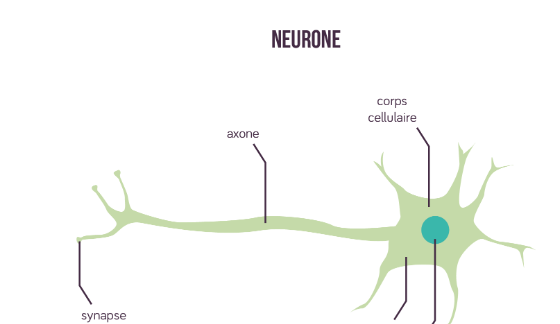 NEURONE
corps
cellulaire
axone
synapse